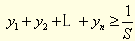 y₁ + y₂ + L + yₙ ≥ 1/S